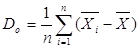 D_o = \frac{1}{n} \sum_{i=1}^{n} (\overline{X_i} - \overline{X})